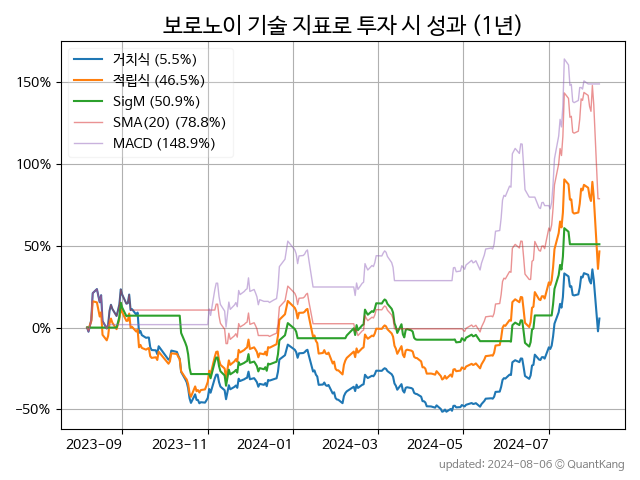 보로노이 기술 지표로 투자 시 성과 (1년)
거치식 (5.5%)
적립식 (46.5%)
SigM (50.9%)
SMA(20) (78.8%)
MACD (148.9%)
150%
100%
50%
0%
−50%
2023-09 2023-11 2024-01 2024-03 2024-05 2024-07
updated: 2024-08-06 © QuantKang